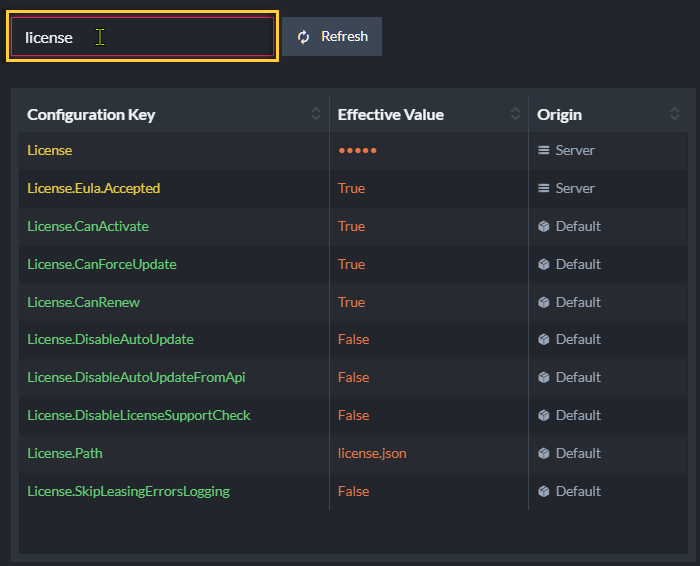 license
Refresh
Configuration Key Effective Value Origin
License ••••• Server
License.Eula.Accepted True Server
License.CanActivate True Default
License.CanForceUpdate True Default
License.CanRenew True Default
License.DisableAutoUpdate False Default
License.DisableAutoUpdateFromApi False Default
License.DisableLicenseSupportCheck False Default
License.Path license.json Default
License.SkipLeasingErrorsLogging False Default